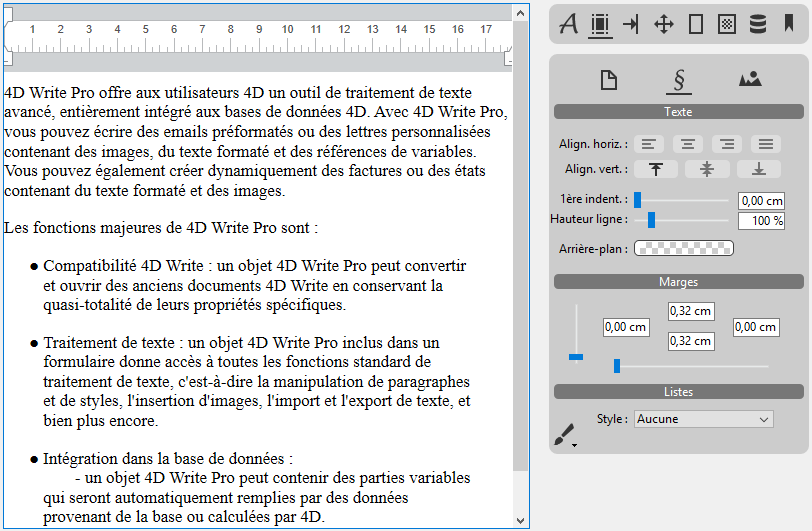 1 2 3 4 5 6 7 8 9 10 11 12 13 14 15 16 17
4D Write Pro offre aux utilisateurs 4D un outil de traitement de texte
avancé, entièrement intégré aux bases de données 4D. Avec 4D Write Pro,
vous pouvez écrire des emails préformatés ou des lettres personnalisées
contenant des images, du texte formaté et des références de variables.
Vous pouvez également créer dynamiquement des factures ou des états
contenant du texte formaté et des images.
Les fonctions majeures de 4D Write Pro sont :
● Compatibilité 4D Write : un objet 4D Write Pro peut convertir
et ouvrir des anciens documents 4D Write en conservant la
quasi-totalité de leurs propriétés spécifiques.
● Traitement de texte : un objet 4D Write Pro inclus dans un
formulaire donne accès à toutes les fonctions standard de
traitement de texte, c'est-à-dire la manipulation de paragraphes
et de styles, l'insertion d'images, l'import et l'export de texte, et
bien plus encore.
● Intégration dans la base de données :
- un objet 4D Write Pro peut contenir des parties variables
qui seront automatiquement remplies par des données
provenant de la base ou calculées par 4D.
A
§
Texte
Align. horiz. :
Align. vert. :
1ère indent. : 0,00 cm
Hauteur ligne : 100 %
Arrière-plan :
Marges
0,32 cm
0,00 cm 0,00 cm
0,32 cm
Listes
Style : Aucune